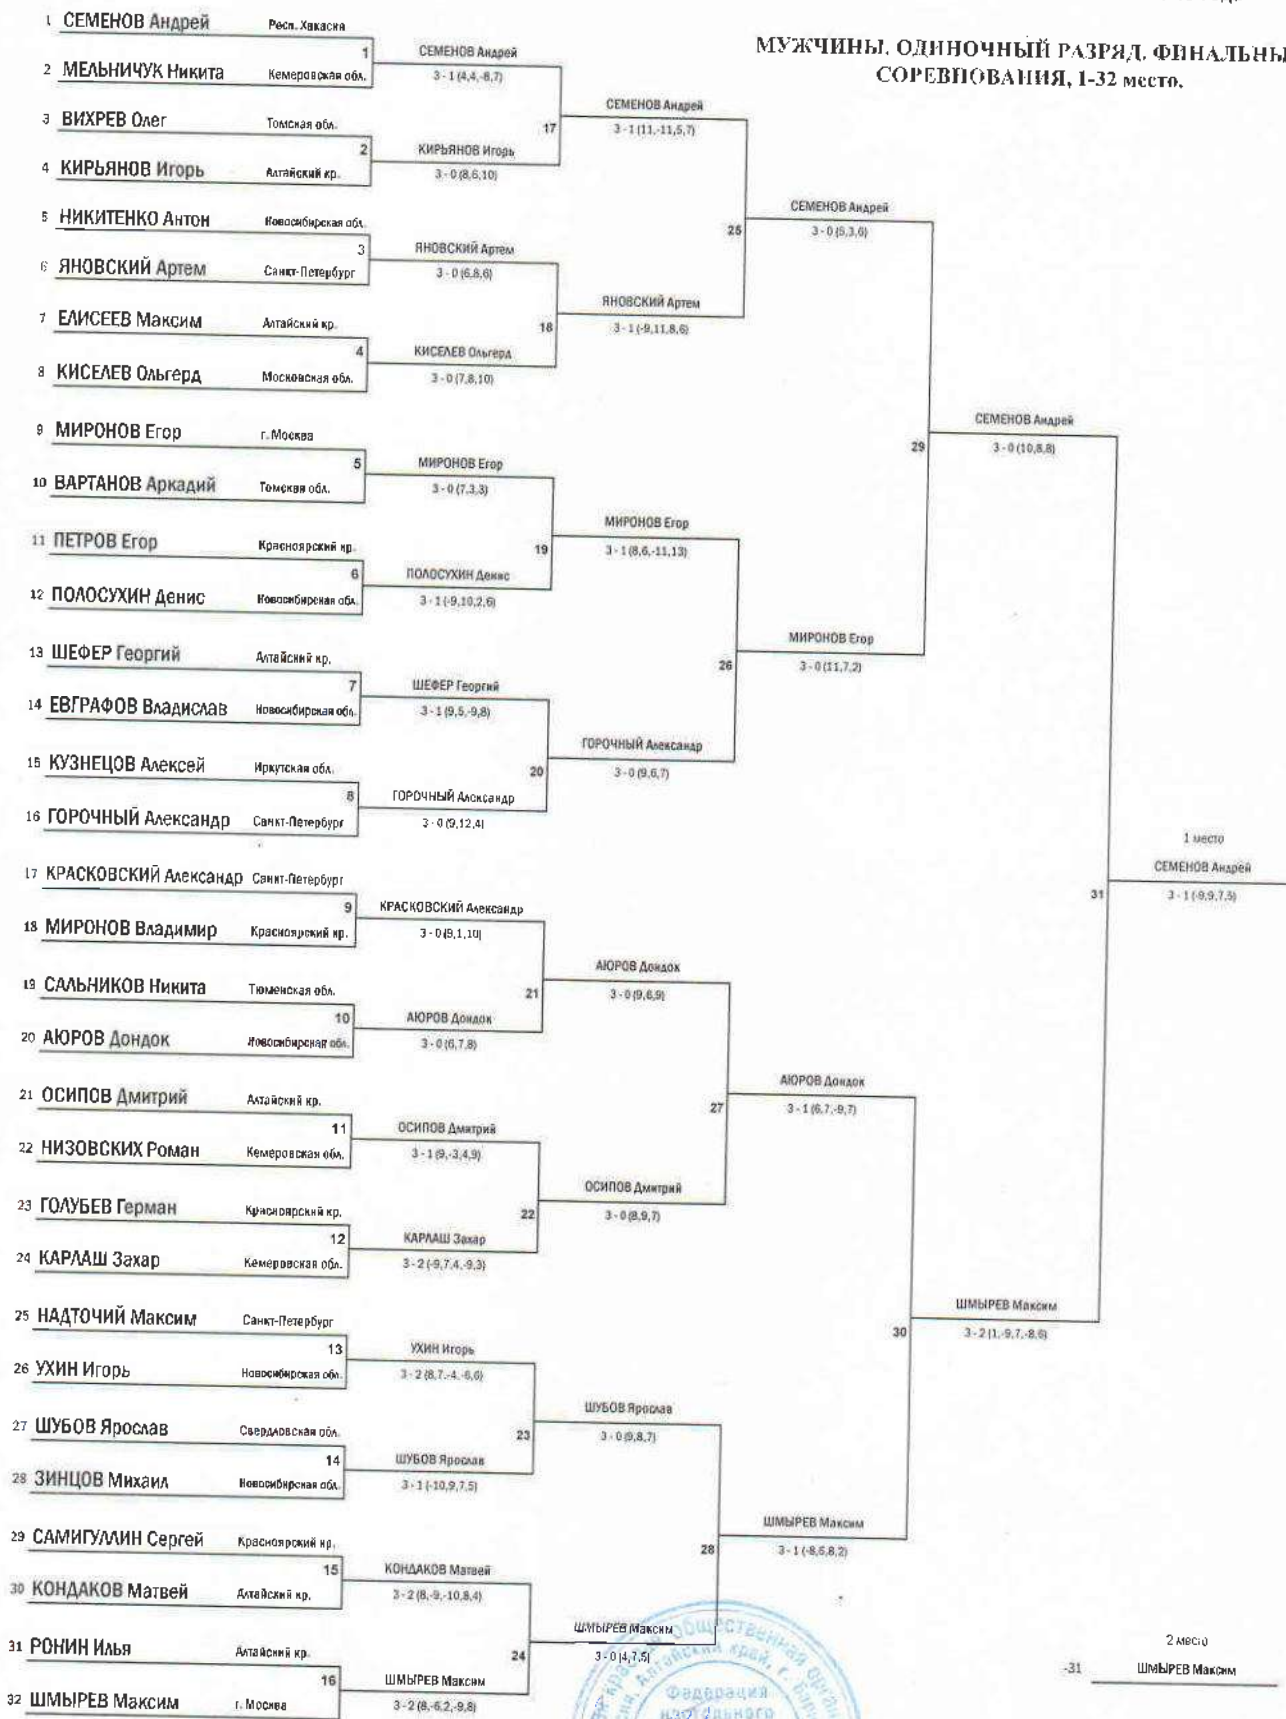 МУЖЧИНЫ. ОДИНОЧНЫЙ РАЗРЯД. ФИНАЛЬНЫ
СОРЕВНОВАНИЯ, 1-32 место.
1 СЕМЕНОВ Андрей Респ. Хакасия
1 СЕМЕНОВ Андрей
2 МЕЛЬНИЧУК Никита Кемеровская обл.
3 - 1 (4,4,-8,7)
17 СЕМЕНОВ Андрей
3 - 1 (11,-11,5,7)
3 ВИХРЕВ Олег Томская обл.
2 КИРЬЯНОВ Игорь
4 КИРЬЯНОВ Игорь Алтайский кр.
3 - 0 (8,6,10)
25 СЕМЕНОВ Андрей
3 - 0 (5,3,6)
5 НИКИТЕНКО Антон Новосибирская обл.
3 ЯНОВСКИЙ Артем
6 ЯНОВСКИЙ Артем Санкт-Петербург
3 - 0 (6,8,6)
18 ЯНОВСКИЙ Артем
3 - 1 (-9,11,8,6)
7 ЕЛИСЕЕВ Максим Алтайский кр.
4 КИСЕЛЕВ Ольгерд
8 КИСЕЛЕВ Ольгерд Московская обл.
3 - 0 (7,8,10)
29 СЕМЕНОВ Андрей
3 - 0 (10,8,8)
9 МИРОНОВ Егор г. Москва
5 МИРОНОВ Егор
10 ВАРТАНОВ Аркадий Томская обл.
3 - 0 (7,3,3)
19 МИРОНОВ Егор
3 - 1 (8,6,-11,13)
11 ПЕТРОВ Егор Красноярский кр.
6 ПОЛОСУХИН Денис
12 ПОЛОСУХИН Денис Новосибирская обл.
3 - 1 (-9,10,2,6)
26 МИРОНОВ Егор
3 - 0 (11,7,2)
13 ШЕФЕР Георгий Алтайский кр.
7 ШЕФЕР Георгий
14 ЕВГРАФОВ Владислав Новосибирская обл.
3 - 1 (9,5,-9,8)
20 ГОРОЧНЫЙ Александр
3 - 0 (9,6,7)
15 КУЗНЕЦОВ Алексей Иркутская обл.
8 ГОРОЧНЫЙ Александр
16 ГОРОЧНЫЙ Александр Санкт-Петербург
3 - 0 (9,12,4)
1 место
31 СЕМЕНОВ Андрей
3 - 1 (-9,9,7,5)
17 КРАСКОВСКИЙ Александр Санкт-Петербург
9 КРАСКОВСКИЙ Александр
18 МИРОНОВ Владимир Красноярский кр.
3 - 0 (9,1,10)
21 АЮРОВ Дондок
3 - 0 (9,6,9)
19 САЛЬНИКОВ Никита Тюменская обл.
10 АЮРОВ Дондок
20 АЮРОВ Дондок Новосибирская обл.
3 - 0 (6,7,8)
27 АЮРОВ Дондок
3 - 1 (6,7,-9,7)
21 ОСИПОВ Дмитрий Алтайский кр.
11 ОСИПОВ Дмитрий
22 НИЗОВСКИХ Роман Кемеровская обл.
3 - 1 (9,-3,4,9)
22 ОСИПОВ Дмитрий
3 - 0 (8,9,7)
23 ГОЛУБЕВ Герман Красноярский кр.
12 КАРЛАШ Захар
24 КАРЛАШ Захар Кемеровская обл.
3 - 2 (-9,7,4,-9,3)
30 ШМЫРЕВ Максим
3 - 2 (1,-9,7,-8,6)
25 НАДТОЧИЙ Максим Санкт-Петербург
13 УХИН Игорь
26 УХИН Игорь Новосибирская обл.
3 - 2 (8,7,-4,-6,6)
23 ШУБОВ Ярослав
3 - 0 (9,8,7)
27 ШУБОВ Ярослав Свердловская обл.
14 ШУБОВ Ярослав
28 ЗИНЦОВ Михаил Новосибирская обл.
3 - 1 (-10,9,7,5)
28 ШМЫРЕВ Максим
3 - 1 (-8,5,8,2)
29 САМИГУЛЛИН Сергей Красноярский кр.
15 КОНДАКОВ Матвей
30 КОНДАКОВ Матвей Алтайский кр.
3 - 2 (8,-9,-10,8,4)
24 ШМЫРЕВ Максим
3 - 0 (4,7,5)
31 РОНИН Илья Алтайский кр.
16 ШМЫРЕВ Максим
32 ШМЫРЕВ Максим г. Москва
3 - 2 (8,-6,2,-9,8)
2 место
-31 ШМЫРЕВ Максим
Федерация